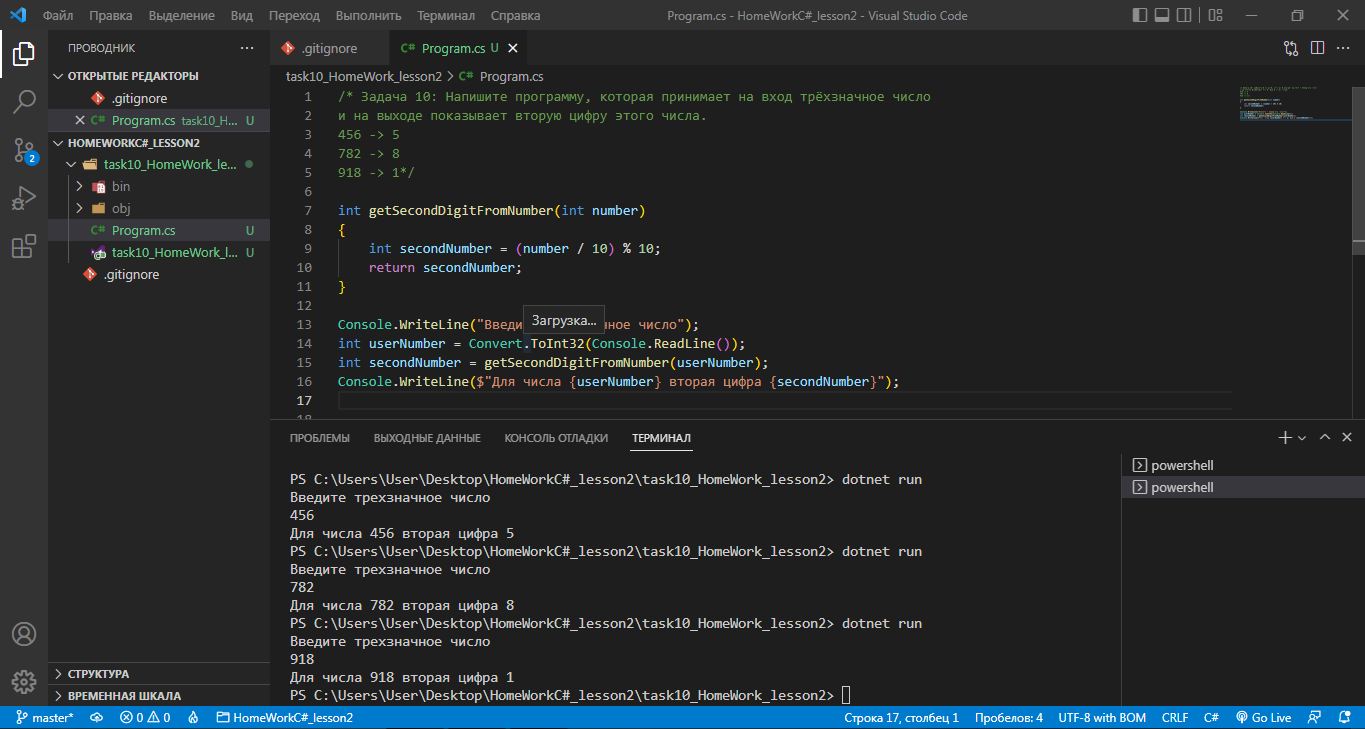 Файл Правка Выделение Вид Переход Выполнить Терминал Справка Program.cs - HomeWorkC#_lesson2 - Visual Studio Code
ПРОВОДНИК ...
ОТКРЫТЫЕ РЕДАКТОРЫ
.gitignore
C# Program.cs task10_H... U
HOMEWORKC#_LESSON2
task10_HomeWork_le...
bin
obj
C# Program.cs U
task10_HomeWork_l... U
.gitignore
СТРУКТУРА
ВРЕМЕННАЯ ШКАЛА
2
.gitignore C# Program.cs U
task10_HomeWork_lesson2 > C# Program.cs
1 /* Задача 10: Напишите программу, которая принимает на вход трёхзначное число
2 и на выходе показывает вторую цифру этого числа.
3 456 -> 5
4 782 -> 8
5 918 -> 1*/
6
7 int getSecondDigitFromNumber(int number)
8 {
9 int secondNumber = (number / 10) % 10;
10 return secondNumber;
11 }
12
Загрузка...
13 Console.WriteLine("Введи ное число");
14 int userNumber = Convert.ToInt32(Console.ReadLine());
15 int secondNumber = getSecondDigitFromNumber(userNumber);
16 Console.WriteLine($"Для числа {userNumber} вторая цифра {secondNumber}");
17
18
ПРОБЛЕМЫ ВЫХОДНЫЕ ДАННЫЕ КОНСОЛЬ ОТЛАДКИ ТЕРМИНАЛ
PS C:\Users\User\Desktop\HomeWorkC#_lesson2\task10_HomeWork_lesson2> dotnet run
Введите трехзначное число
456
Для числа 456 вторая цифра 5
PS C:\Users\User\Desktop\HomeWorkC#_lesson2\task10_HomeWork_lesson2> dotnet run
Введите трехзначное число
782
Для числа 782 вторая цифра 8
PS C:\Users\User\Desktop\HomeWorkC#_lesson2\task10_HomeWork_lesson2> dotnet run
Введите трехзначное число
918
Для числа 918 вторая цифра 1
PS C:\Users\User\Desktop\HomeWorkC#_lesson2\task10_HomeWork_lesson2>
powershell
powershell
master* 0 0 HomeWorkC#_lesson2 Строка 17, столбец 1 Пробелов: 4 UTF-8 with BOM CRLF C# Go Live